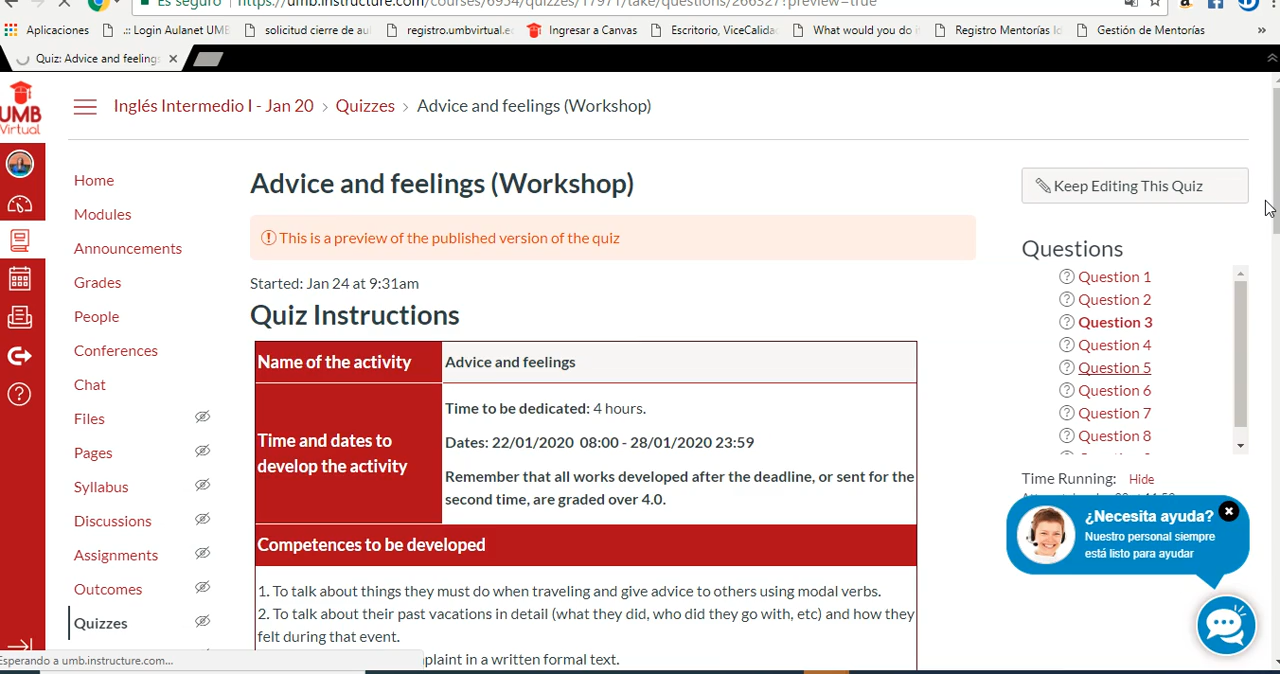 Es seguro https://umb.instructure.com/courses/6954/quizzes/17971/take/questions/266327?preview=true
Aplicaciones .:: Login Aulanet UMB solicitud cierre de au registro.umbvirtual.e Ingresar a Canvas Escritorio, ViceCalida What would you do i Registro Mentorías Gestión de Mentorías »
Quiz: Advice and feelings
UMB
Virtual
Inglés Intermedio I - Jan 20 > Quizzes > Advice and feelings (Workshop)
Home
Modules
Announcements
Grades
People
Conferences
Chat
Files
Pages
Syllabus
Discussions
Assignments
Outcomes
Quizzes
Advice and feelings (Workshop)
This is a preview of the published version of the quiz
Started: Jan 24 at 9:31am
Quiz Instructions
Name of the activity Advice and feelings
Time and dates to develop the activity
Time to be dedicated: 4 hours.
Dates: 22/01/2020 08:00 - 28/01/2020 23:59
Remember that all works developed after the deadline, or sent for the
second time, are graded over 4.0.
Competences to be developed
1. To talk about things they must do when traveling and give advice to others using modal verbs.
2. To talk about their past vacations in detail (what they did, who did they go with, etc) and how they
felt during that event.
plaint in a written formal text.
Keep Editing This Quiz
Questions
Question 1
Question 2
Question 3
Question 4
Question 5
Question 6
Question 7
Question 8
Time Running: Hide
¿Necesita ayuda?
Nuestro personal siempre
está listo para ayudar
Esperando a umb.instructure.com...